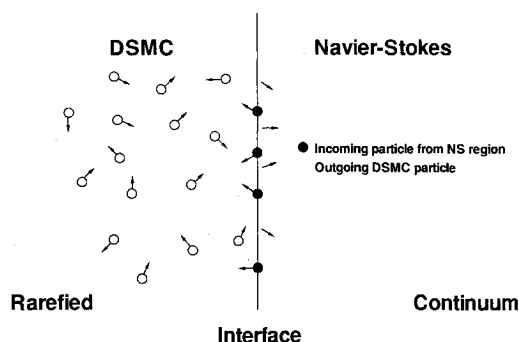 DSMC
Navier-Stokes
Incoming particle from NS region
Outgoing DSMC particle
Rarefied
Continuum
Interface